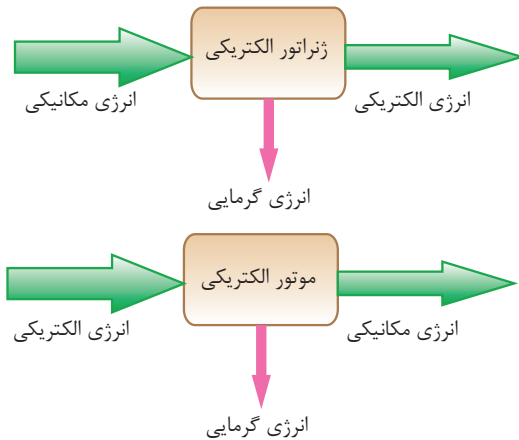 ژنراتور الکتریکی
انرژی مکانیکی
انرژی الکتریکی
انرژی گرمایی
موتور الکتریکی
انرژی الکتریکی
انرژی مکانیکی
انرژی گرمایی